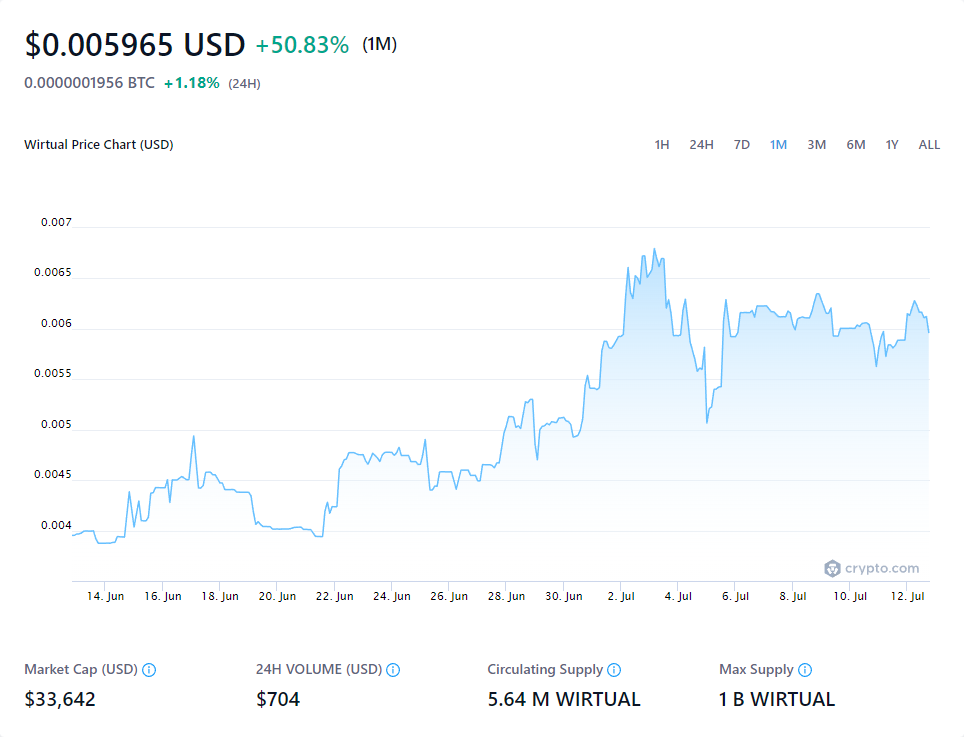 $0.005965 USD +50.83% (1M)
0.0000001956 BTC +1.18% (24H)
Wirtual Price Chart (USD) 1H 24H 7D 1M 3M 6M 1Y ALL
0.007
0.0065
0.006
0.0055
0.005
0.0045
0.004
crypto.com
14. Jun 16. Jun 18. Jun 20. Jun 22. Jun 24. Jun 26. Jun 28. Jun 30. Jun 2. Jul 4. Jul 6. Jul 8. Jul 10. Jul 12. Jul
Market Cap (USD) 24H VOLUME (USD) Circulating Supply Max Supply
$33,642 $704 5.64 M WIRTUAL 1 B WIRTUAL